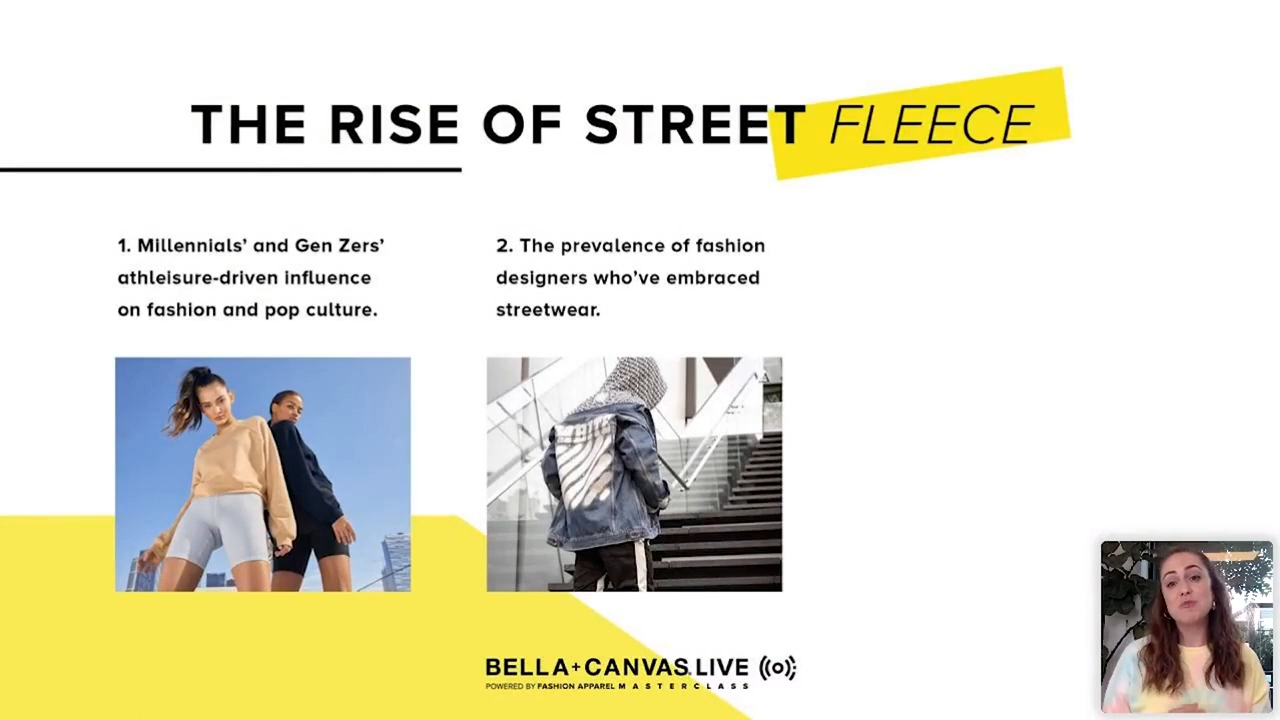 THE RISE OF STREET FLEECE
1. Millennials' and Gen Zers'
athleisure-driven influence
on fashion and pop culture.
2. The prevalence of fashion
designers who've embraced
streetwear.
BELLA+CANVAS.LIVE
POWERED BY FASHION APPAREL MASTERCLASS